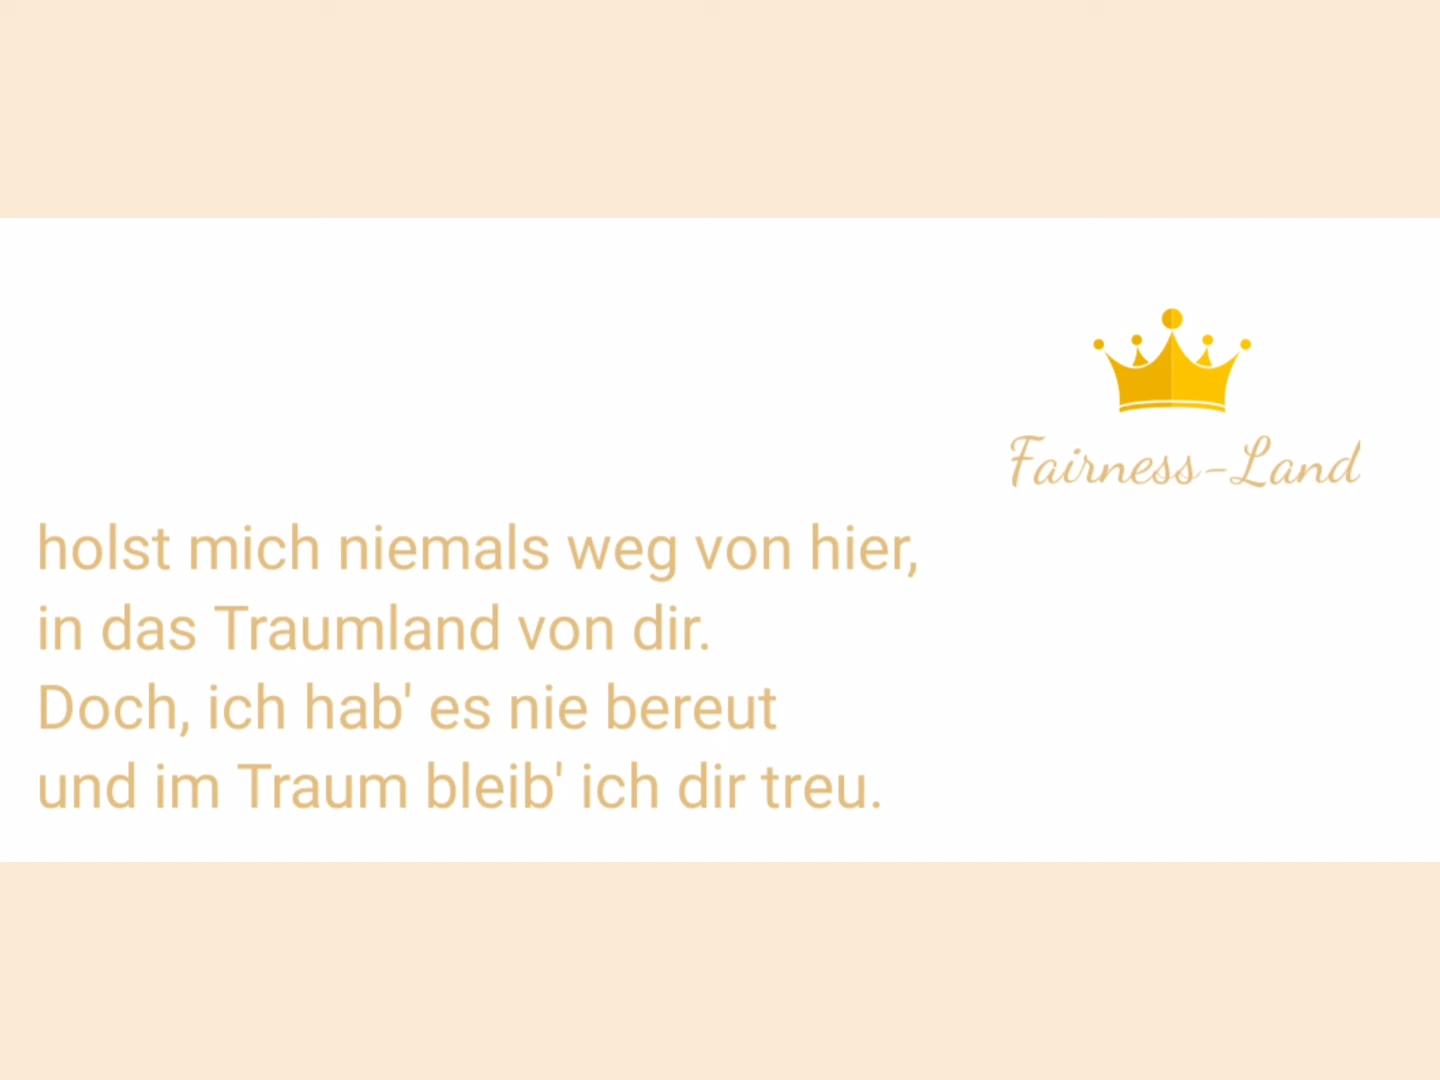 Fairness-Land
holst mich niemals weg von hier,
in das Traumland von dir.
Doch, ich hab' es nie bereut
und im Traum bleib' ich dir treu.